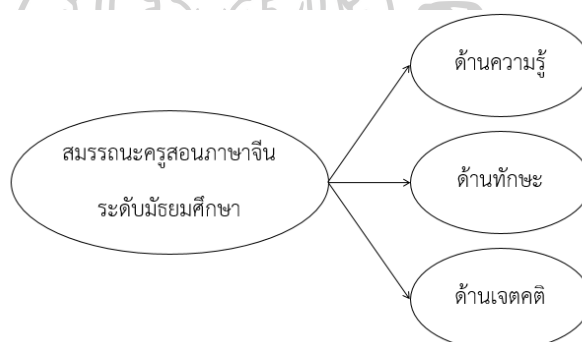 สมรรถนะครูสอนภาษาจีน
ระดับมัธยมศึกษา
ด้านความรู้
ด้านทักษะ
ด้านเจตคติ